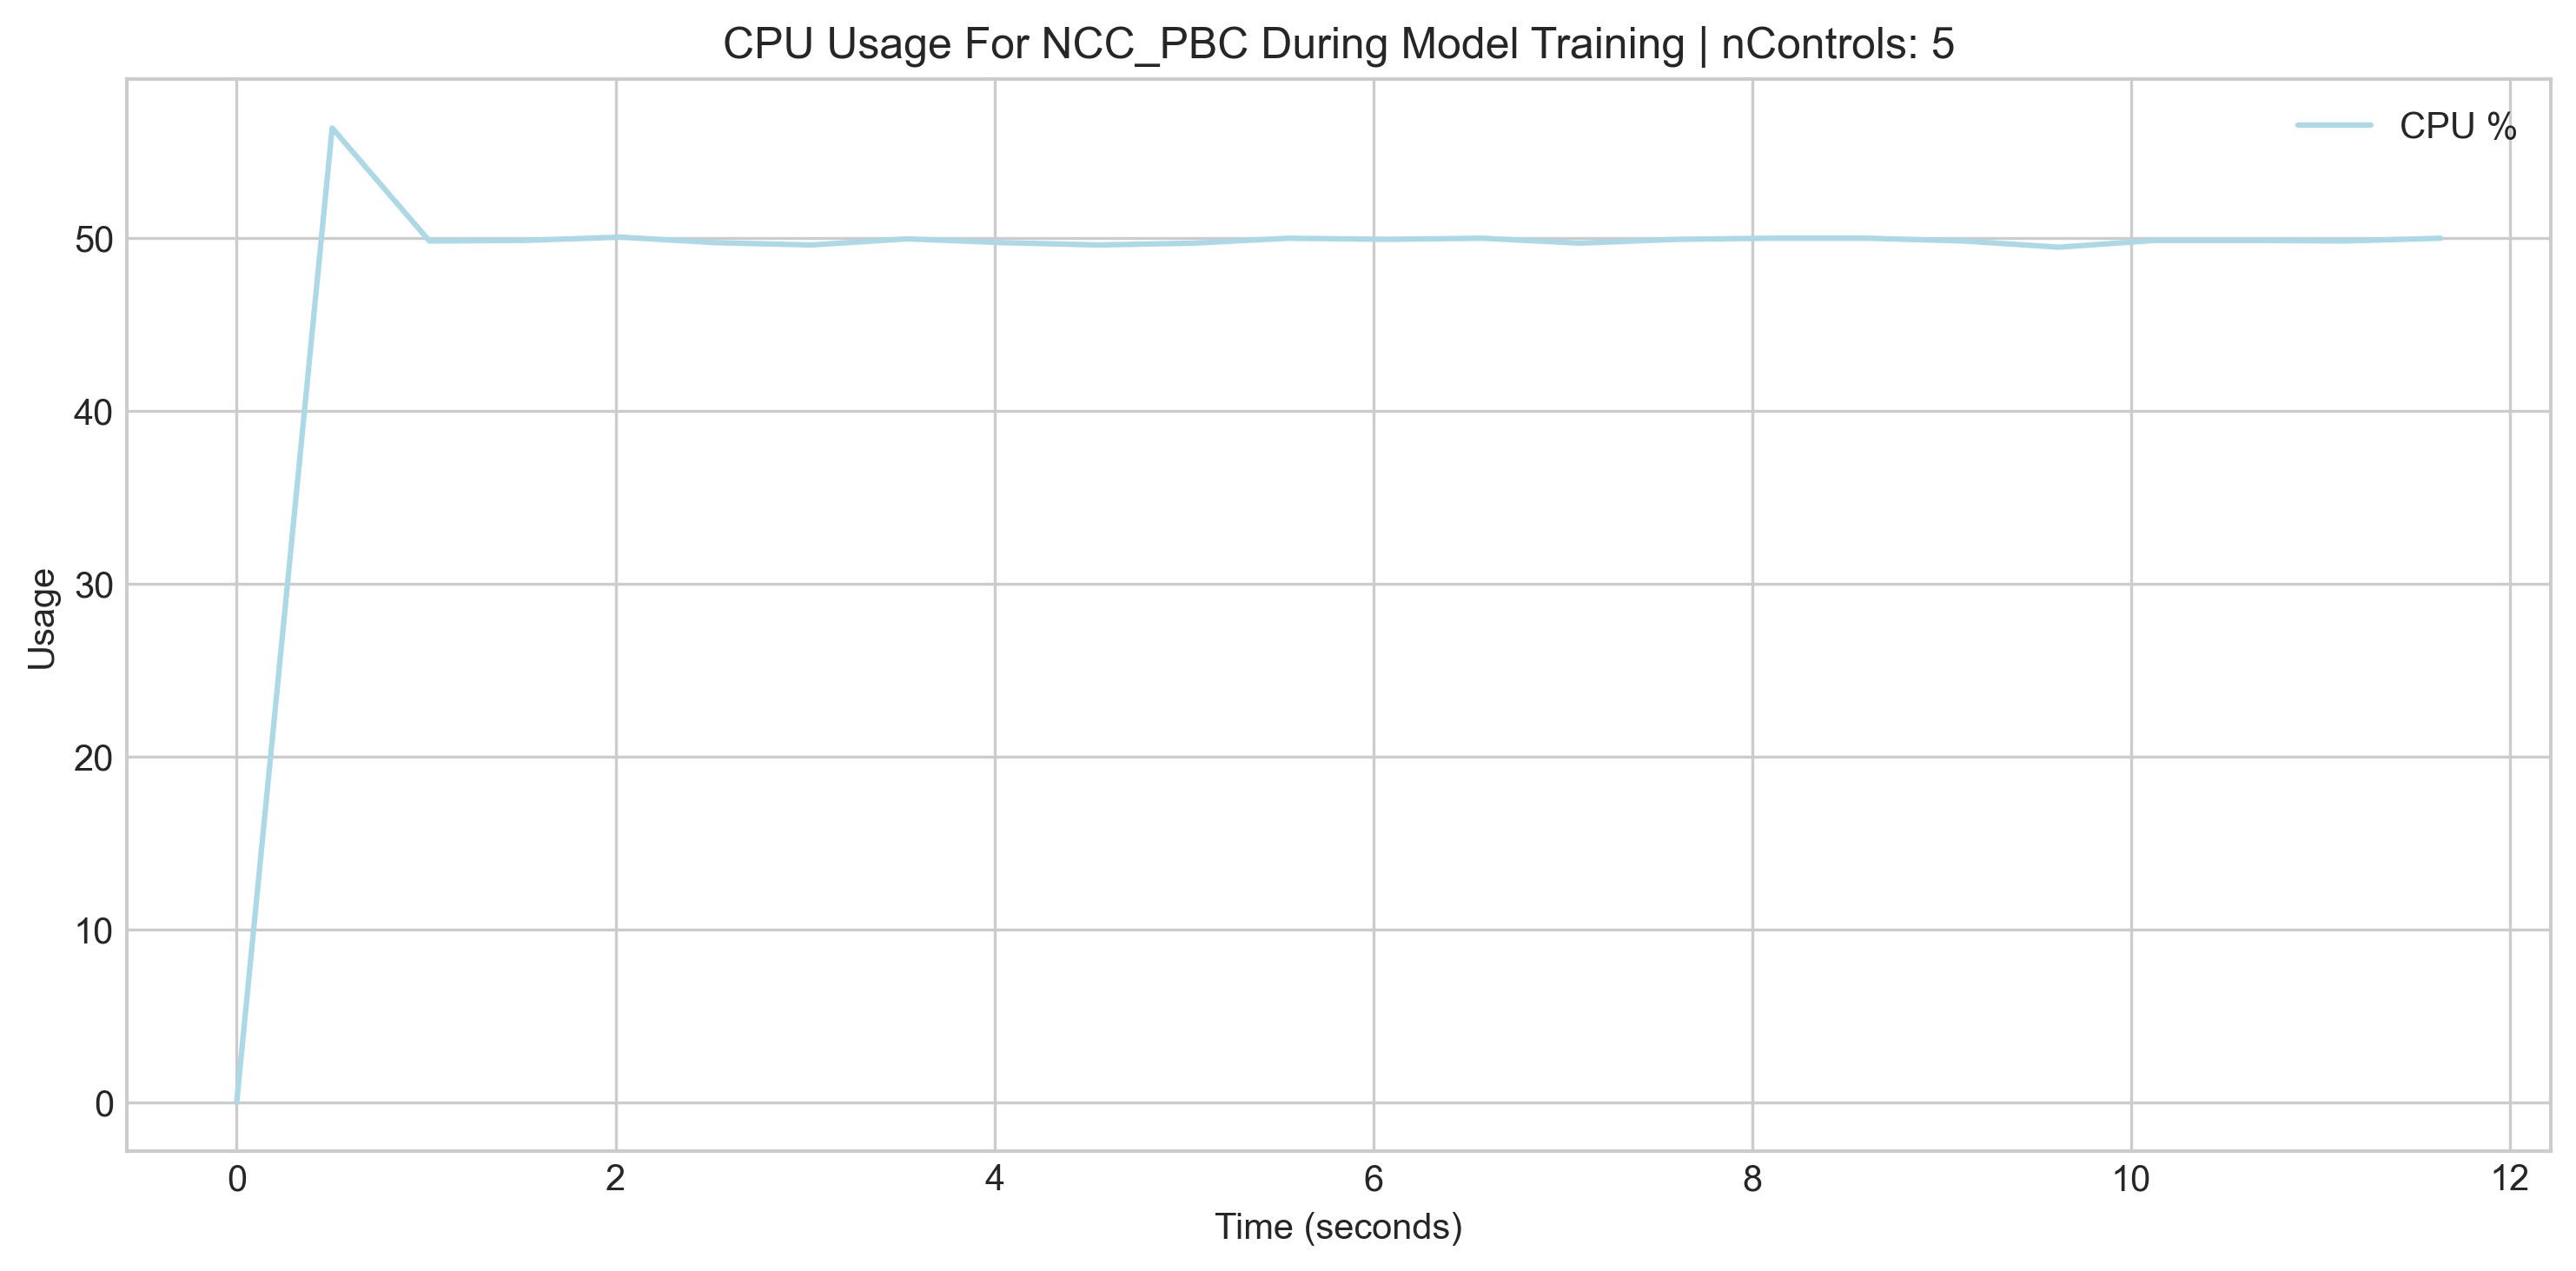 CPU Usage For NCC_PBC During Model Training | nControls: 5
CPU %
50
40
30
20
10
0
Usage
0 2 4 6 8 10 12
Time (seconds)